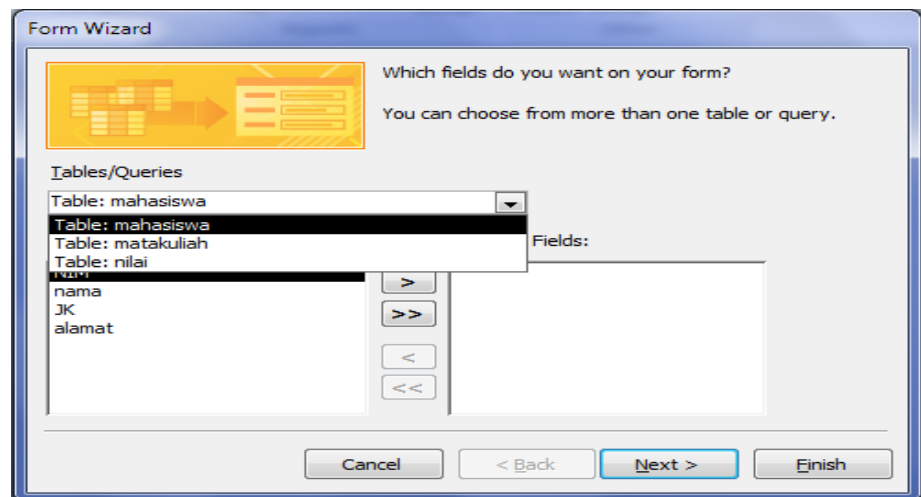 Form Wizard
Which fields do you want on your form?
You can choose from more than one table or query.
Tables/Queries
Table: mahasiswa
Table: mahasiswa
Table: matakuliah
Table: nilai
Fields:
NIM
nama
JK
alamat
>
>>
<
<<
Cancel
< Back
Next >
Finish